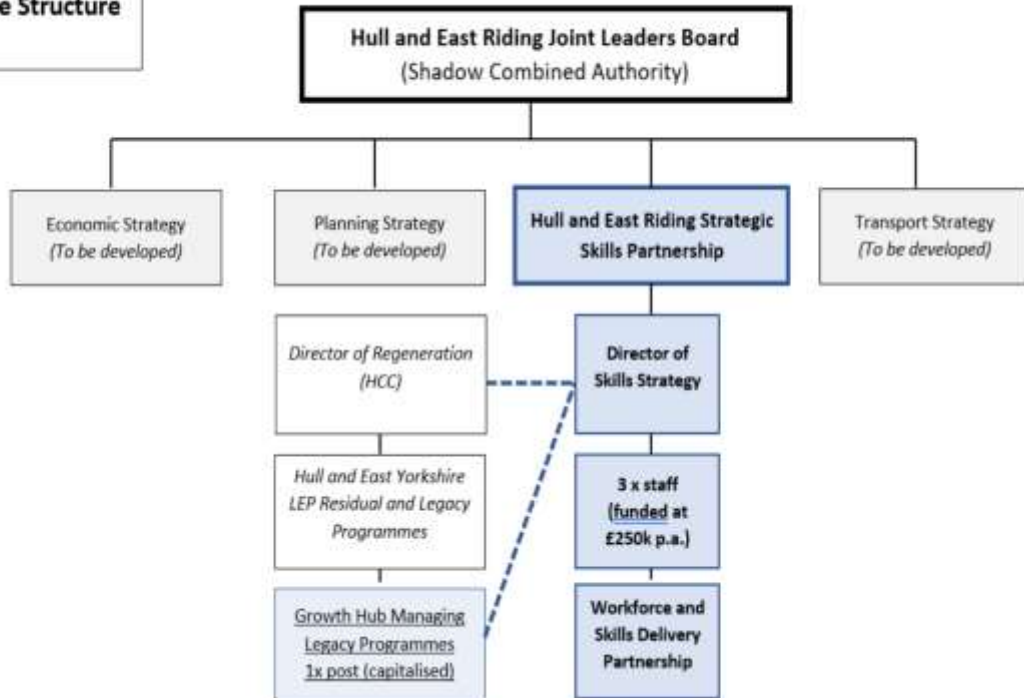 e Structure
Hull and East Riding Joint Leaders Board
(Shadow Combined Authority)
Economic Strategy
(To be developed)
Planning Strategy
(To be developed)
Hull and East Riding Strategic
Skills Partnership
Transport Strategy
(To be developed)
Director of Regeneration
(HCC)
Director of
Skills Strategy
Hull and East Yorkshire
LEP Residual and Legacy
Programmes
3 x staff
(funded at
£250k p.a.)
Growth Hub Managing
Legacy Programmes
1x post (capitalised)
Workforce and
Skills Delivery
Partnership